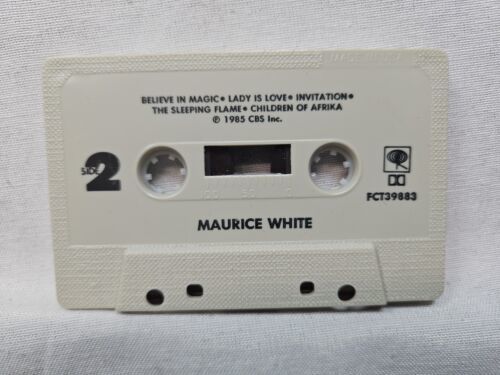 BELIEVE IN MAGIC• LADY IS LOVE• INVITATION•
THE SLEEPING FLAME• CHILDREN OF AFRIKA
℗ 1985 CBS Inc.
SIDE 2
FCT39883
MAURICE WHITE